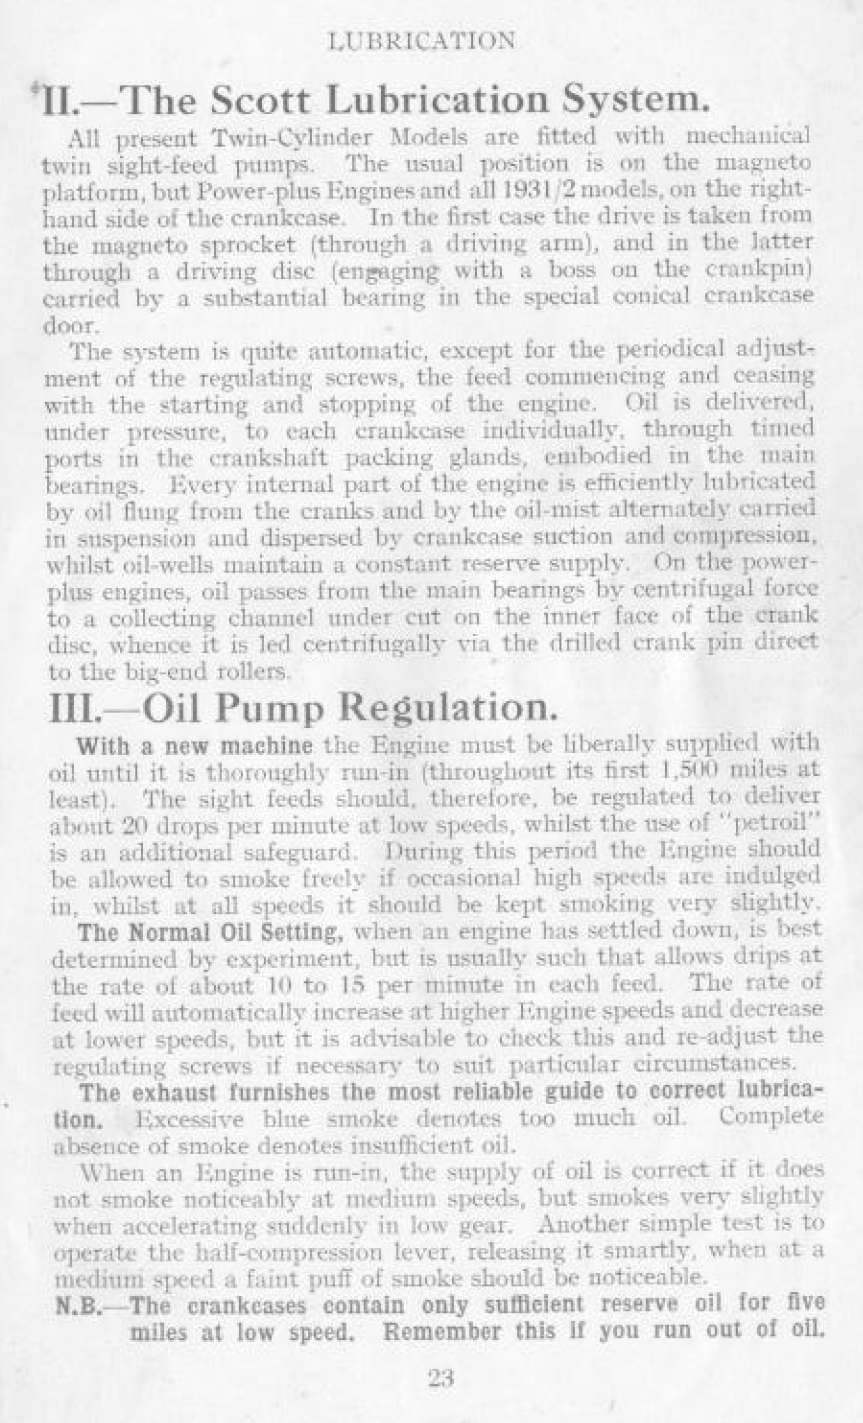 LUBRICATION
II.—The Scott Lubrication System.
All present Twin-Cylinder Models are fitted with mechanical
twin sight-feed pumps. The usual position is on the magneto
platform, but Power-plus Engines and all 1931/2 models, on the right-
hand side of the crankcase. In the first case the drive is taken from
the magneto sprocket (through a driving arm), and in the latter
through a driving disc (engaging with a boss on the crankpin)
carried by a substantial bearing in the special conical crankcase
door.
The system is quite automatic, except for the periodical adjust-
ment of the regulating screws, the feed commencing and ceasing
with the starting and stopping of the engine. Oil is delivered,
under pressure, to each crankcase individually, through timed
ports in the crankshaft packing glands, embodied in the main
bearings. Every internal part of the engine is efficiently lubricated
by oil flung from the cranks and by the oil-mist alternately carried
in suspension and dispersed by crankcase suction and compression,
whilst oil-wells maintain a constant reserve supply. On the power-
plus engines, oil passes from the main bearings by centrifugal force
to a collecting channel under cut on the inner face of the crank
disc, whence it is led centrifugally via the drilled crank pin direct
to the big-end rollers.
III.—Oil Pump Regulation.
With a new machine the Engine must be liberally supplied with
oil until it is thoroughly run-in (throughout its first 1,500 miles at
least). The sight feeds should, therefore, be regulated to deliver
about 20 drops per minute at low speeds, whilst the use of "petroil"
is an additional safeguard. During this period the Engine should
be allowed to smoke freely if occasional high speeds are indulged
in, whilst at all speeds it should be kept smoking very slightly.
The Normal Oil Setting, when an engine has settled down, is best
determined by experiment, but is usually such that allows drips at
the rate of about 10 to 15 per minute in each feed. The rate of
feed will automatically increase at higher Engine speeds and decrease
at lower speeds, but it is advisable to check this and re-adjust the
regulating screws if necessary to suit particular circumstances.
The exhaust furnishes the most reliable guide to correct lubrica-
tion. Excessive blue smoke denotes too much oil. Complete
absence of smoke denotes insufficient oil.
When an Engine is run-in, the supply of oil is correct if it does
not smoke noticeably at medium speeds, but smokes very slightly
when accelerating suddenly in low gear. Another simple test is to
operate the half-compression lever, releasing it smartly, when at a
medium speed a faint puff of smoke should be noticeable.
N.B.—The crankcases contain only sufficient reserve oil for five
miles at low speed. Remember this if you run out of oil.
23